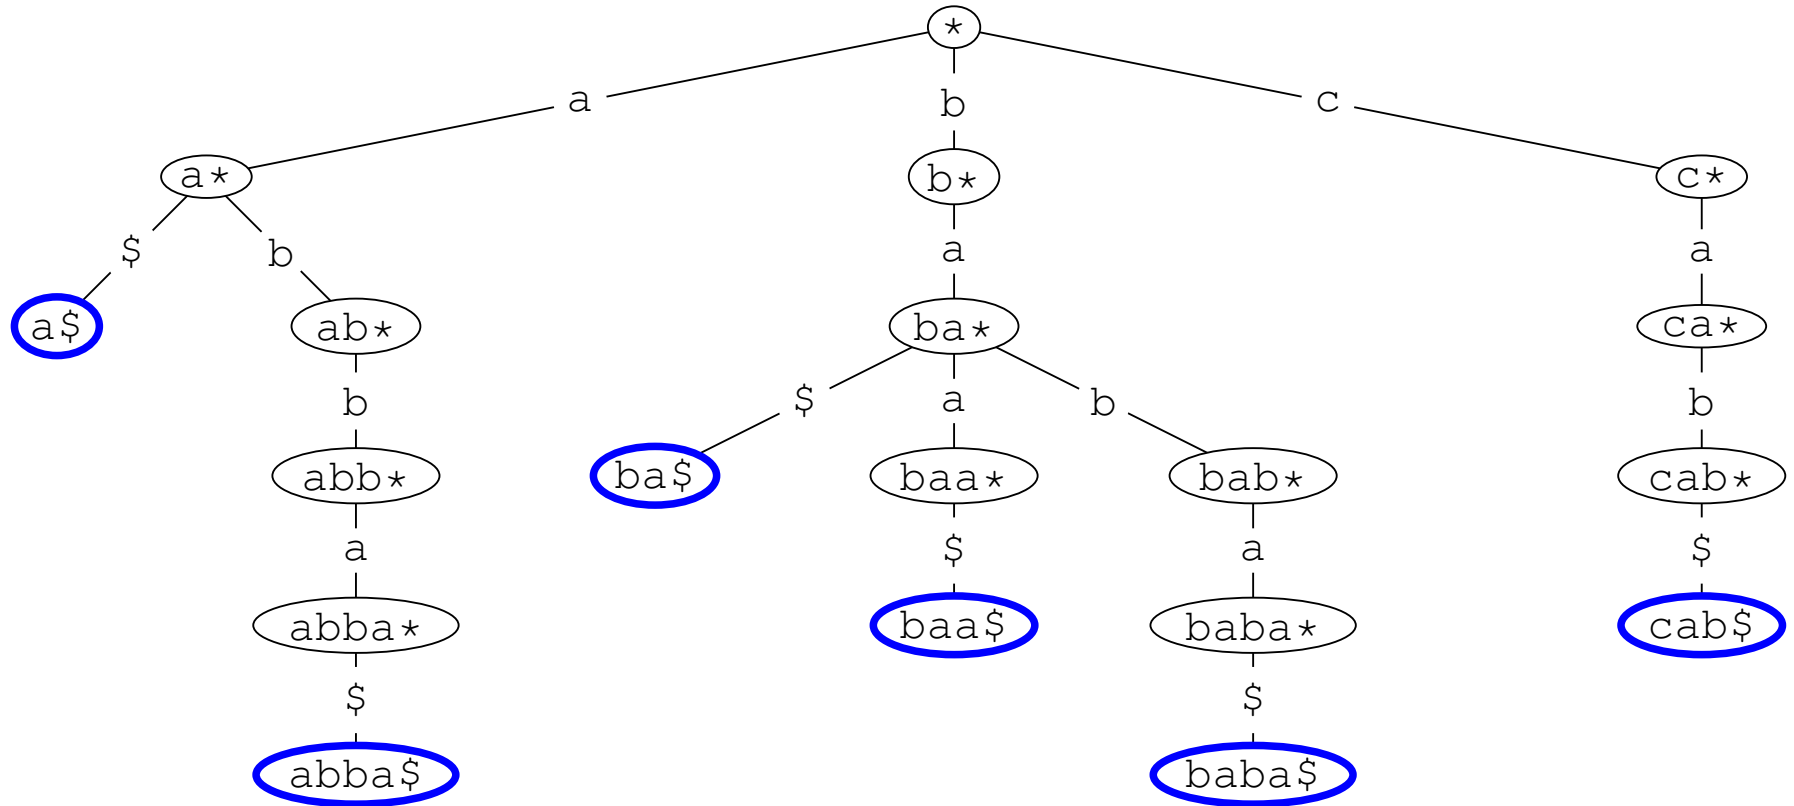 *
a b c
a* b* c*
$ b a a
a$ ab* ba* ca*
b $ a b b
abb* ba$ baa* bab* cab*
a $ a $
abba* baa$ baba* cab$
$ $
abba$ baba$